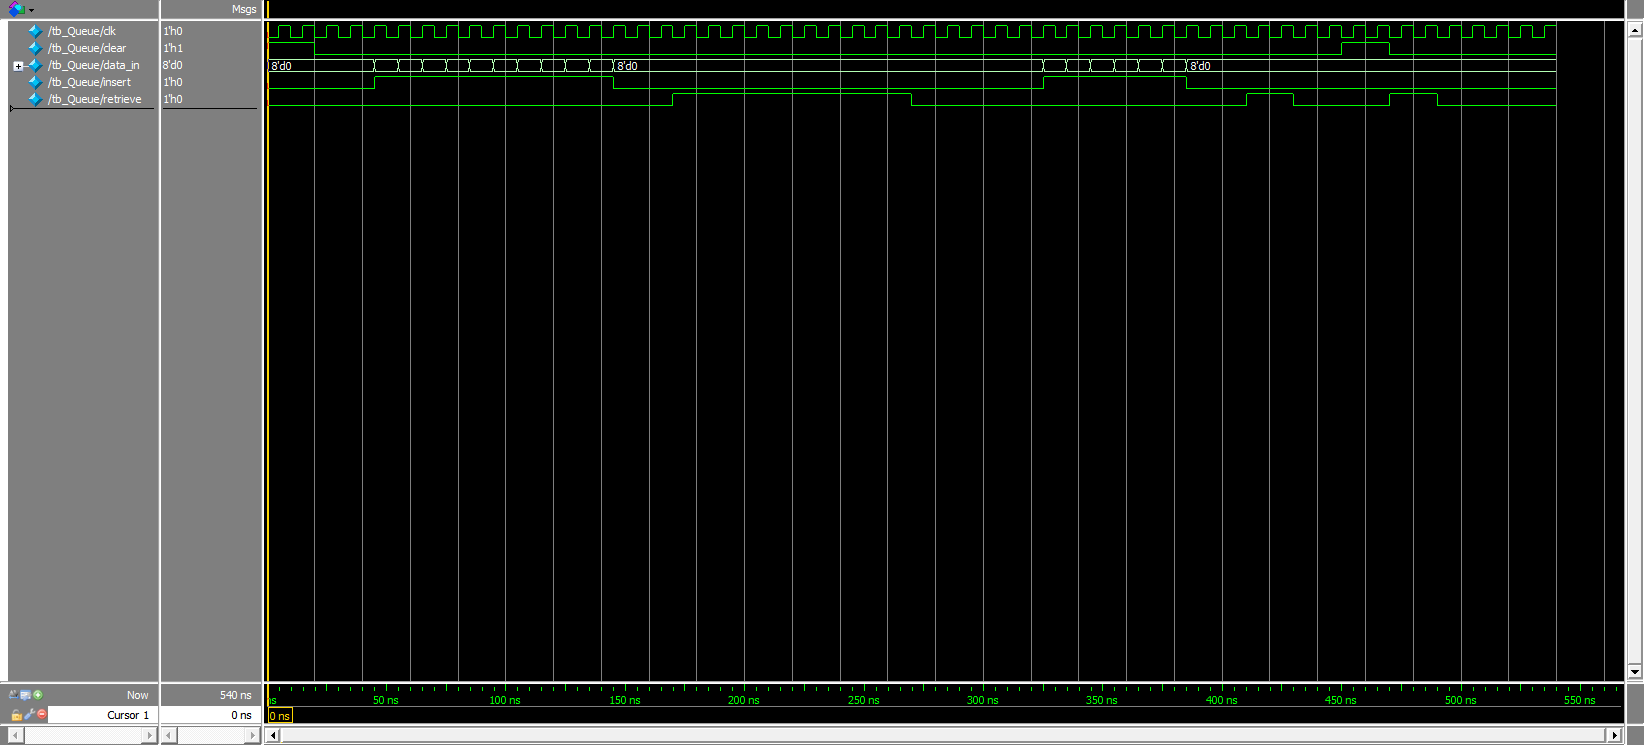 Msgs
/tb_Queue/clk 1'h0
/tb_Queue/clear 1'h1
/tb_Queue/data_in 8'd0 8'd0 8'd0 8'd0
/tb_Queue/insert 1'h0
/tb_Queue/retrieve 1'h0
Now 540 ns ns 50 ns 100 ns 150 ns 200 ns 250 ns 300 ns 350 ns 400 ns 450 ns 500 ns 550 ns
Cursor 1 0 ns 0 ns